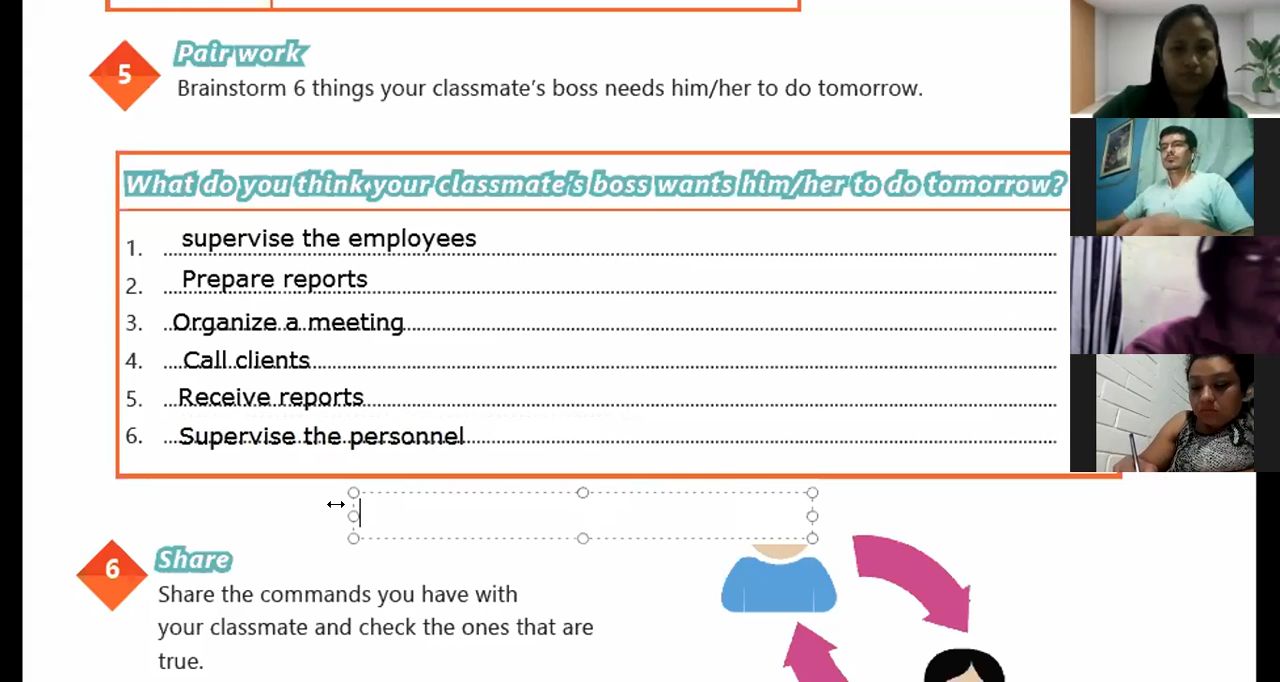 5
Pair work
Brainstorm 6 things your classmate's boss needs him/her to do tomorrow.
What do you think your classmate's boss wants him/her to do tomorrow?
1. supervise the employees
2. Prepare reports
3. Organize a meeting
4. Call clients
5. Receive reports
6. Supervise the personnel
6
Share
Share the commands you have with
your classmate and check the ones that are
true.